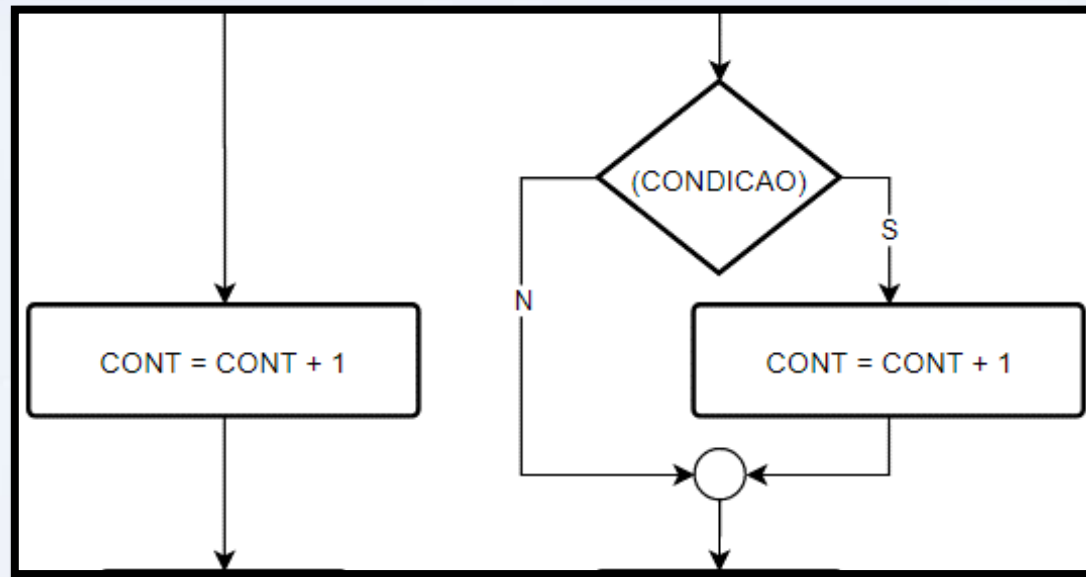 (CONDICAO)
S
N
CONT = CONT + 1
CONT = CONT + 1